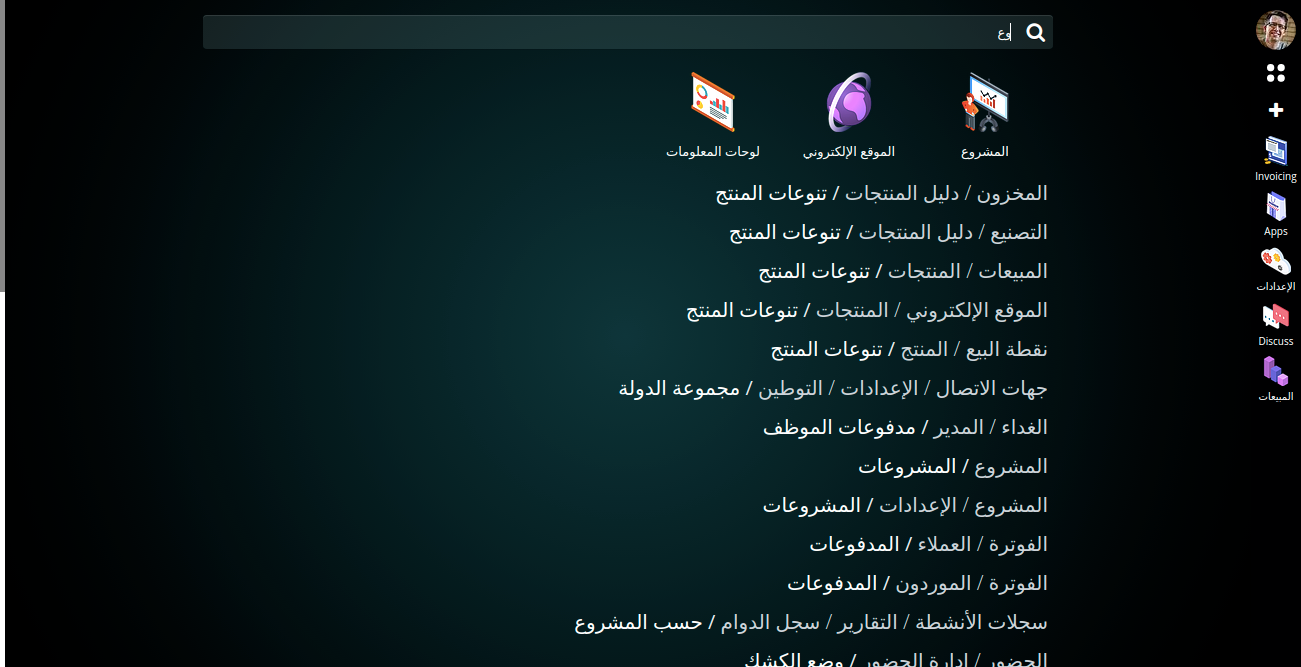 وع
المشروع
الموقع الإلكتروني
لوحات المعلومات
المخزون / دليل المنتجات / تنوعات المنتج
التصنيع / دليل المنتجات / تنوعات المنتج
المبيعات / المنتجات / تنوعات المنتج
الموقع الإلكتروني / المنتجات / تنوعات المنتج
نقطة البيع / المنتج / تنوعات المنتج
جهات الاتصال / الإعدادات / التوطين / مجموعة الدولة
الغداء / المدير / مدفوعات الموظف
المشروع / المشروعات
المشروع / الإعدادات / المشروعات
الفوترة / العملاء / المدفوعات
الفوترة / الموردون / المدفوعات
سجلات الأنشطة / التقارير / سجل الدوام / حسب المشروع
الحضور / إدارة الحضور / وضع الكشك
Invoicing
Apps
الإعدادات
Discuss
المبيعات